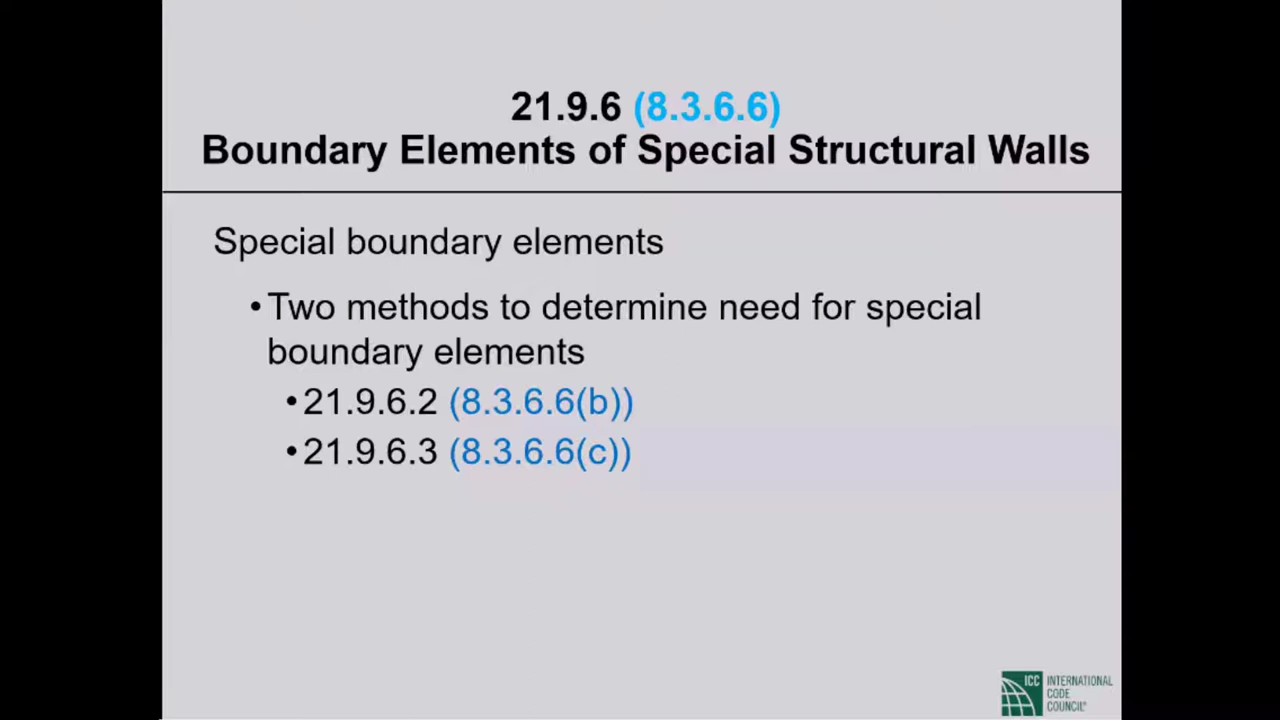 21.9.6 (8.3.6.6)
Boundary Elements of Special Structural Walls
Special boundary elements
•Two methods to determine need for special
boundary elements
•21.9.6.2 (8.3.6.6(b))
•21.9.6.3 (8.3.6.6(c))
ICC
INTERNATIONAL
CODE
COUNCIL®